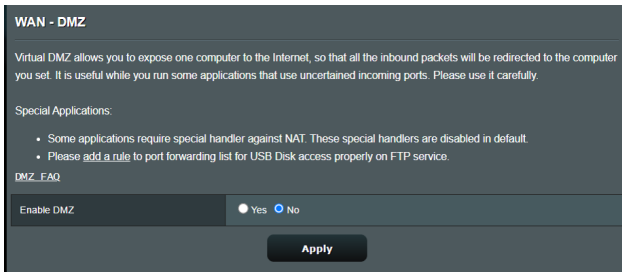 WAN - DMZ
Virtual DMZ allows you to expose one computer to the Internet, so that all the inbound packets will be redirected to the computer
you set. It is useful while you run some applications that use uncertained incoming ports. Please use it carefully.
Special Applications:
• Some applications require special handler against NAT. These special handlers are disabled in default.
• Please add a rule to port forwarding list for USB Disk access properly on FTP service.
DMZ FAQ
Enable DMZ Yes No
Apply